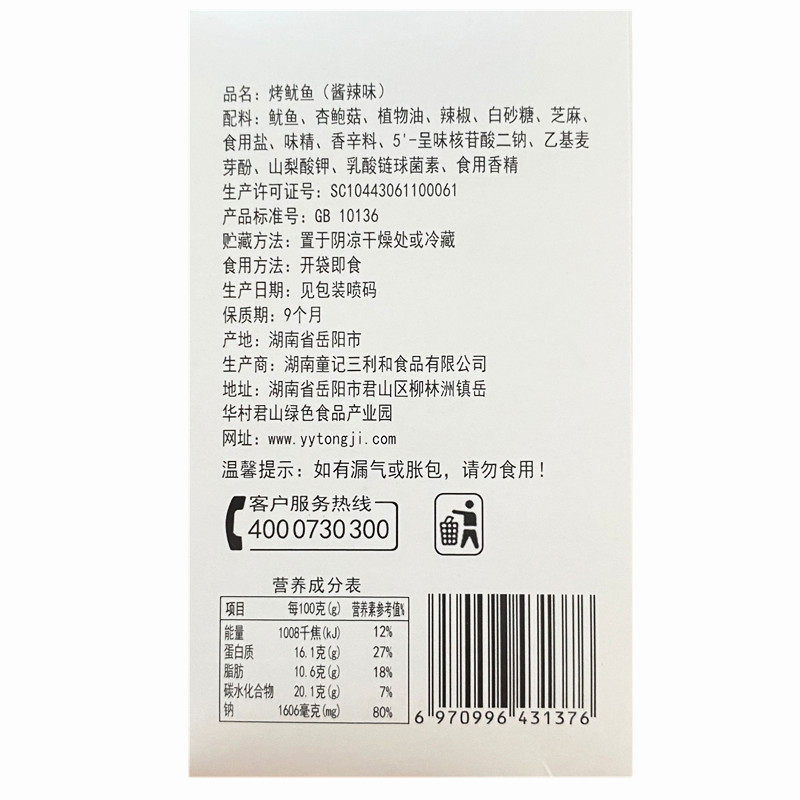 品名：烤鱿鱼（酱辣味）
配料：鱿鱼、杏鲍菇、植物油、辣椒、白砂糖、芝麻、
食用盐、味精、香辛料、5'-呈味核苷酸二钠、乙基麦
芽酚、山梨酸钾、乳酸链球菌素、食用香精
生产许可证号：SC10443061100061
产品标准号：GB 10136
贮藏方法：置于阴凉干燥处或冷藏
食用方法：开袋即食
生产日期：见包装喷码
保质期：9个月
产地：湖南省岳阳市
生产商：湖南童记三利和食品有限公司
地址：湖南省岳阳市君山区柳林洲镇岳
华村君山绿色食品产业园
网址：www.yytongji.com
温馨提示：如有漏气或胀包，请勿食用！
客户服务热线
4000730300
营养成分表
项目 每100克(g) 营养素参考值%
能量 1008千焦(kJ) 12%
蛋白质 16.1克(g) 27%
脂肪 10.6克(g) 18%
碳水化合物 20.1克(g) 7%
钠 1606毫克(mg) 80%
6 970996 431376